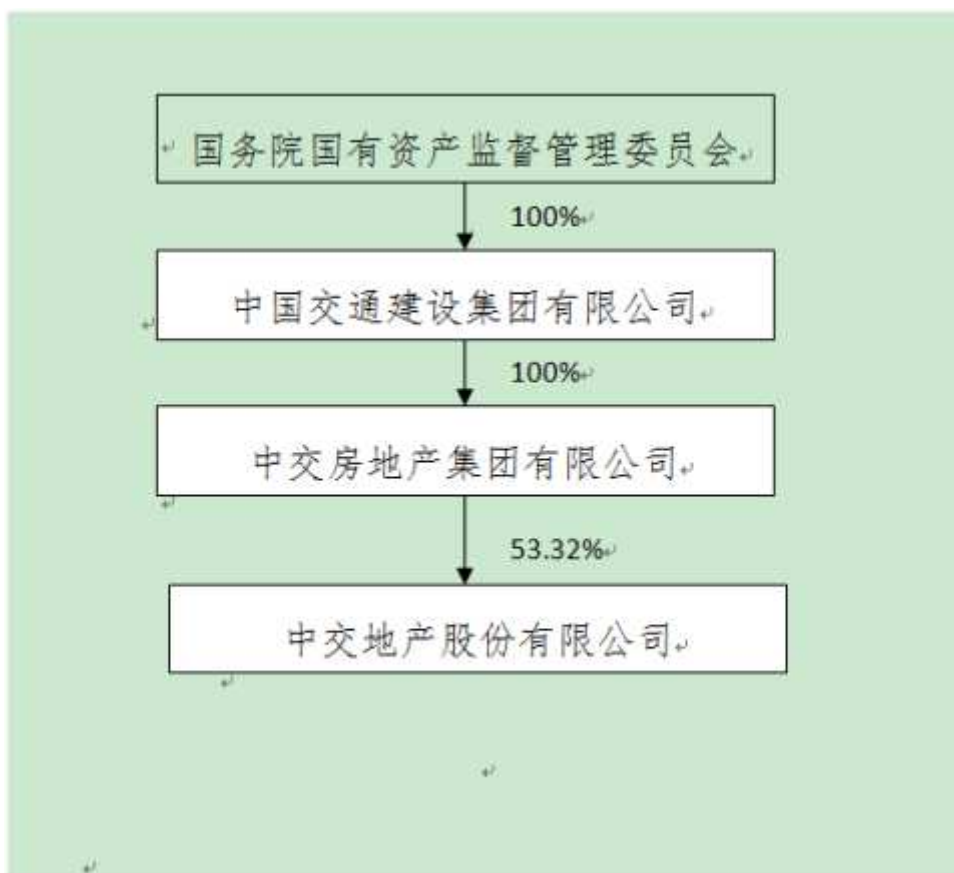 国务院国有资产监督管理委员会
100%
中国交通建设集团有限公司
100%
中交房地产集团有限公司
53.32%
中交地产股份有限公司